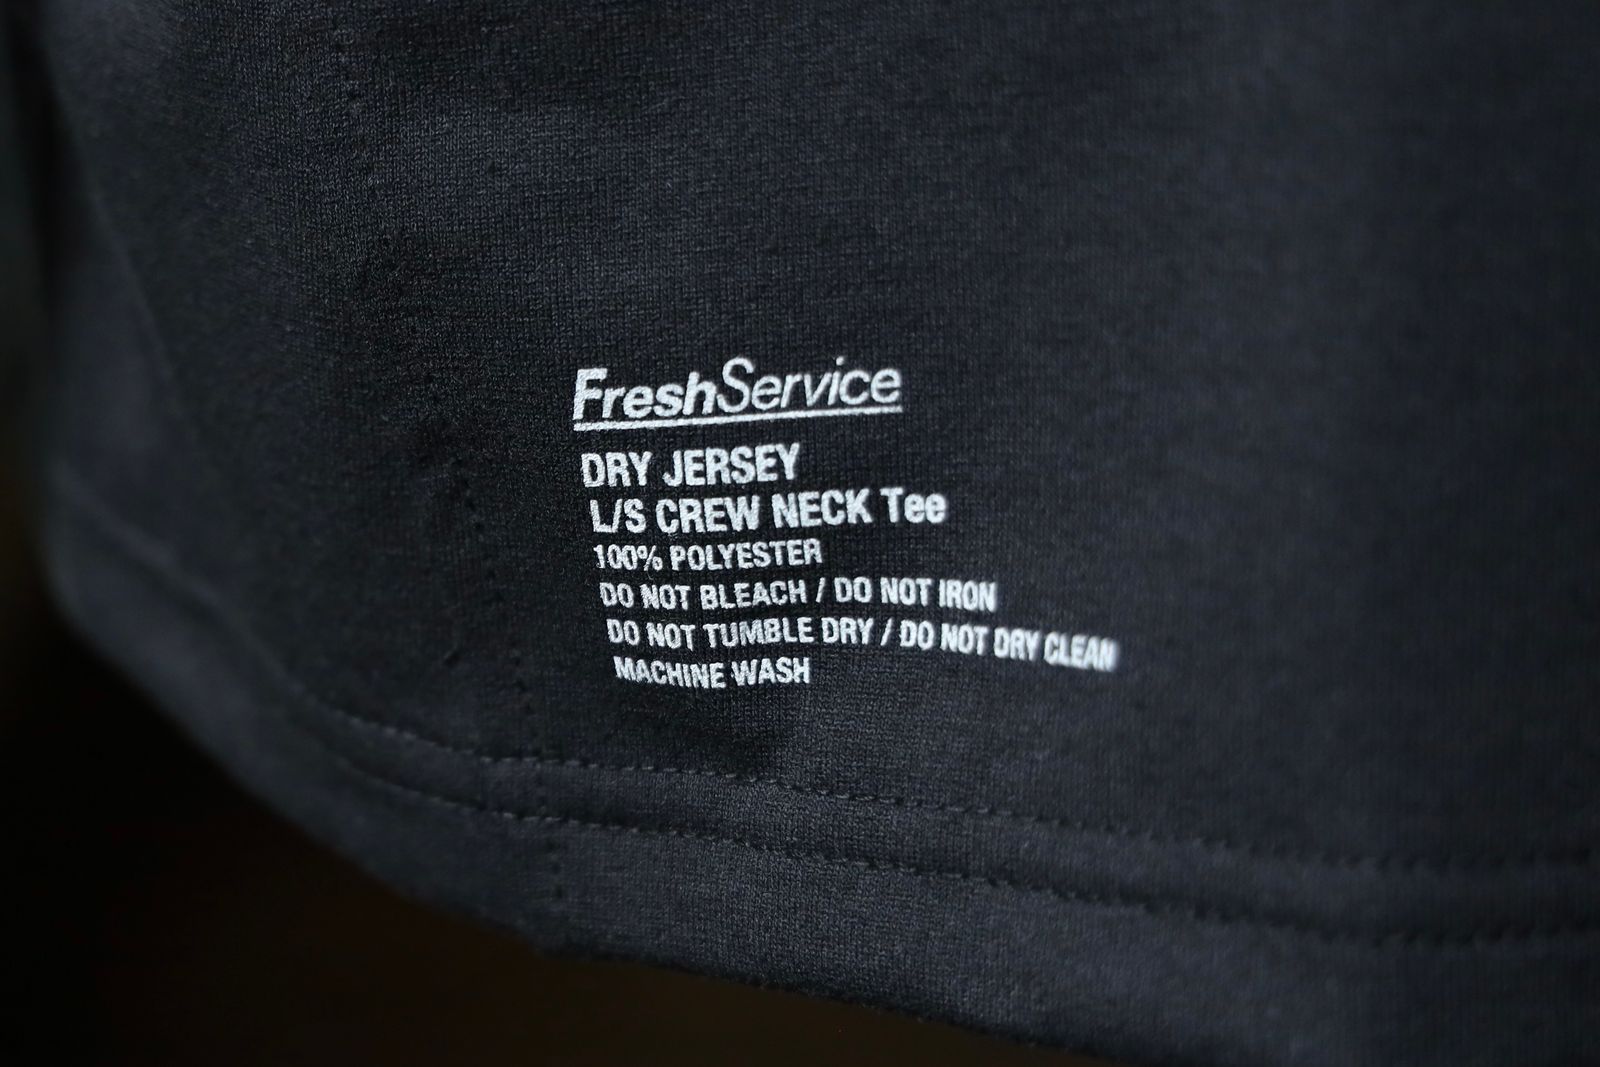 FreshService
DRY JERSEY
L/S CREW NECK Tee
100% POLYESTER
DO NOT BLEACH / DO NOT IRON
DO NOT TUMBLE DRY / DO NOT DRY CLEAN
MACHINE WASH